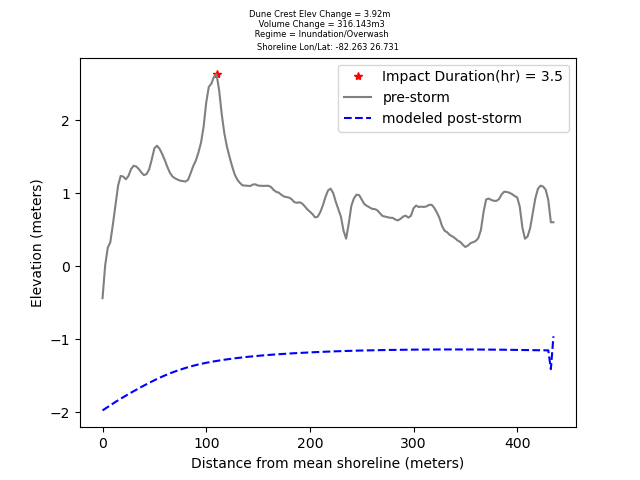 Dune Crest Elev Change = 3.92m
Volume Change = 316.143m3
Regime = Inundation/Overwash
Shoreline Lon/Lat: -82.263 26.731
Impact Duration(hr) = 3.5
pre-storm
modeled post-storm
2
1
0
−1
−2
Elevation (meters)
0 100 200 300 400
Distance from mean shoreline (meters)